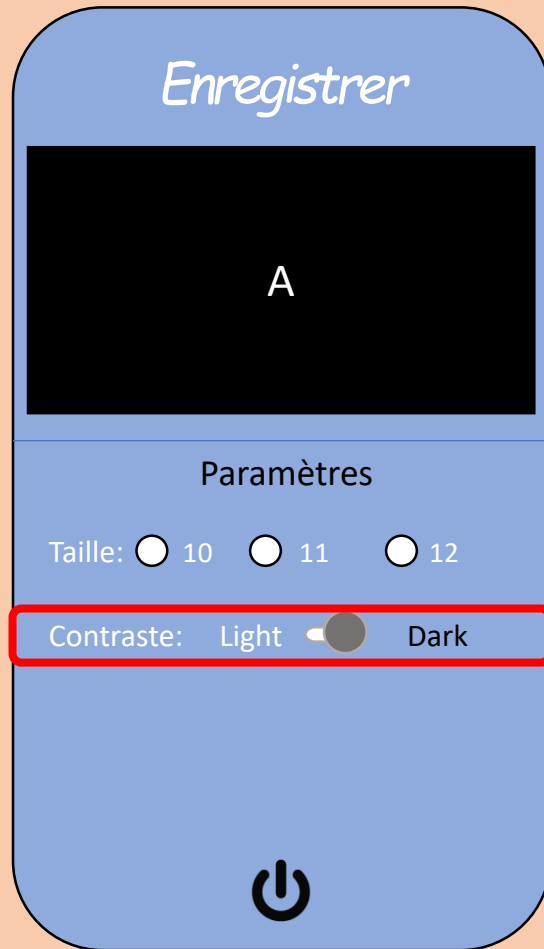 Enregistrer
A
Paramètres
Taille: 10 11 12
Contraste: Light Dark